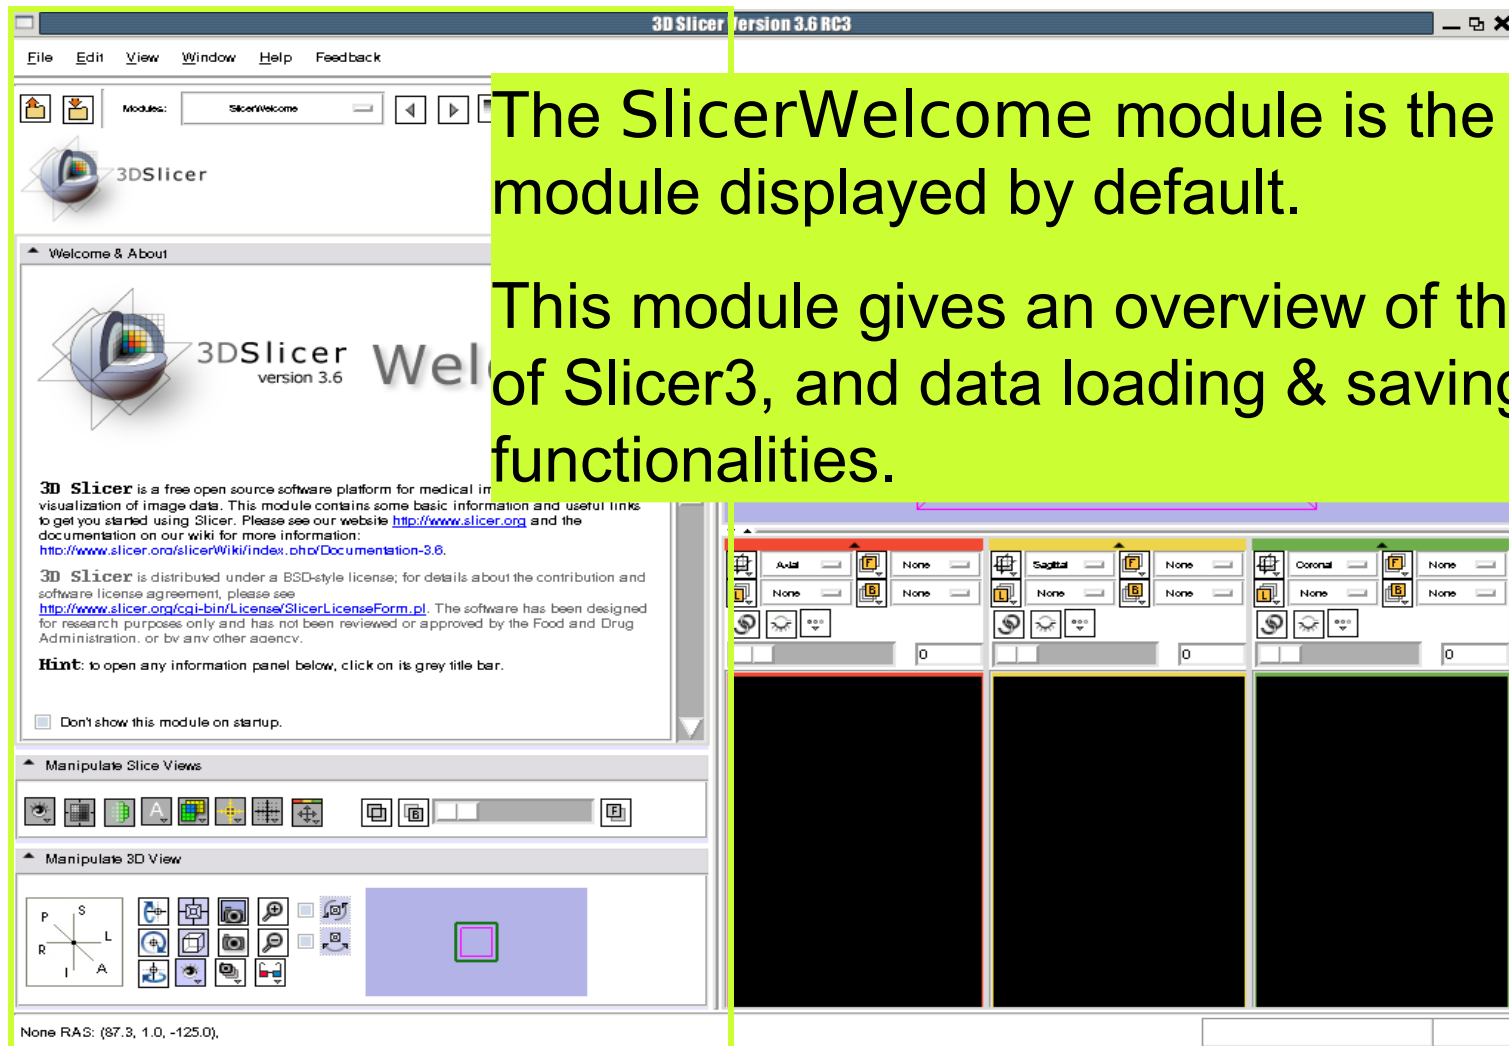 3D Slicer Version 3.6 RC3
File Edit View Window Help Feedback
Modules: SlicerWelcome
3DSlicer
The SlicerWelcome module is the
module displayed by default.
This module gives an overview of th
of Slicer3, and data loading & saving
functionalities.
Welcome & About
3DSlicer
version 3.6
Wel
3D Slicer is a free open source software platform for medical im
visualization of image data. This module contains some basic information and useful links
to get you started using Slicer. Please see our website http://www.slicer.org and the
documentation on our wiki for more information:
http://www.slicer.org/slicerWiki/index.php/Documentation-3.6.
3D Slicer is distributed under a BSD-style license; for details about the contribution and
software license agreement, please see
http://www.slicer.org/cgi-bin/License/SlicerLicenseForm.pl. The software has been designed
for research purposes only and has not been reviewed or approved by the Food and Drug
Administration, or by any other agency.
Hint: to open any information panel below, click on its grey title bar.
Don't show this module on startup.
Manipulate Slice Views
A B F
Manipulate 3D View
P S
R L
I A
Axial F None
L None B None
0
Sagittal F None
L None B None
0
Coronal F None
L None B None
0
None RAS: (87.3, 1.0, -125.0),